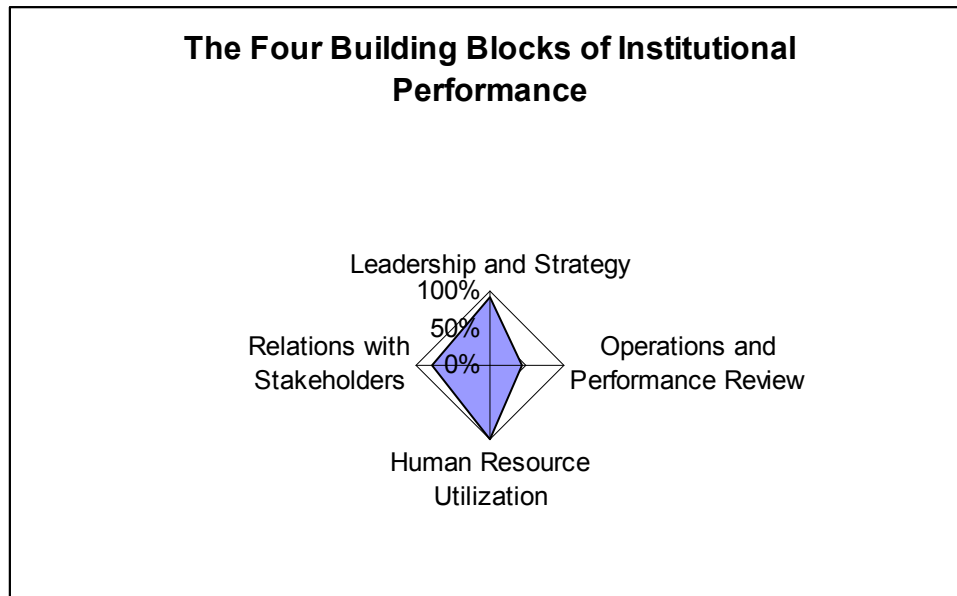 The Four Building Blocks of Institutional
Performance
Leadership and Strategy
100%
50%
0%
Relations with
Stakeholders
Operations and
Performance Review
Human Resource
Utilization